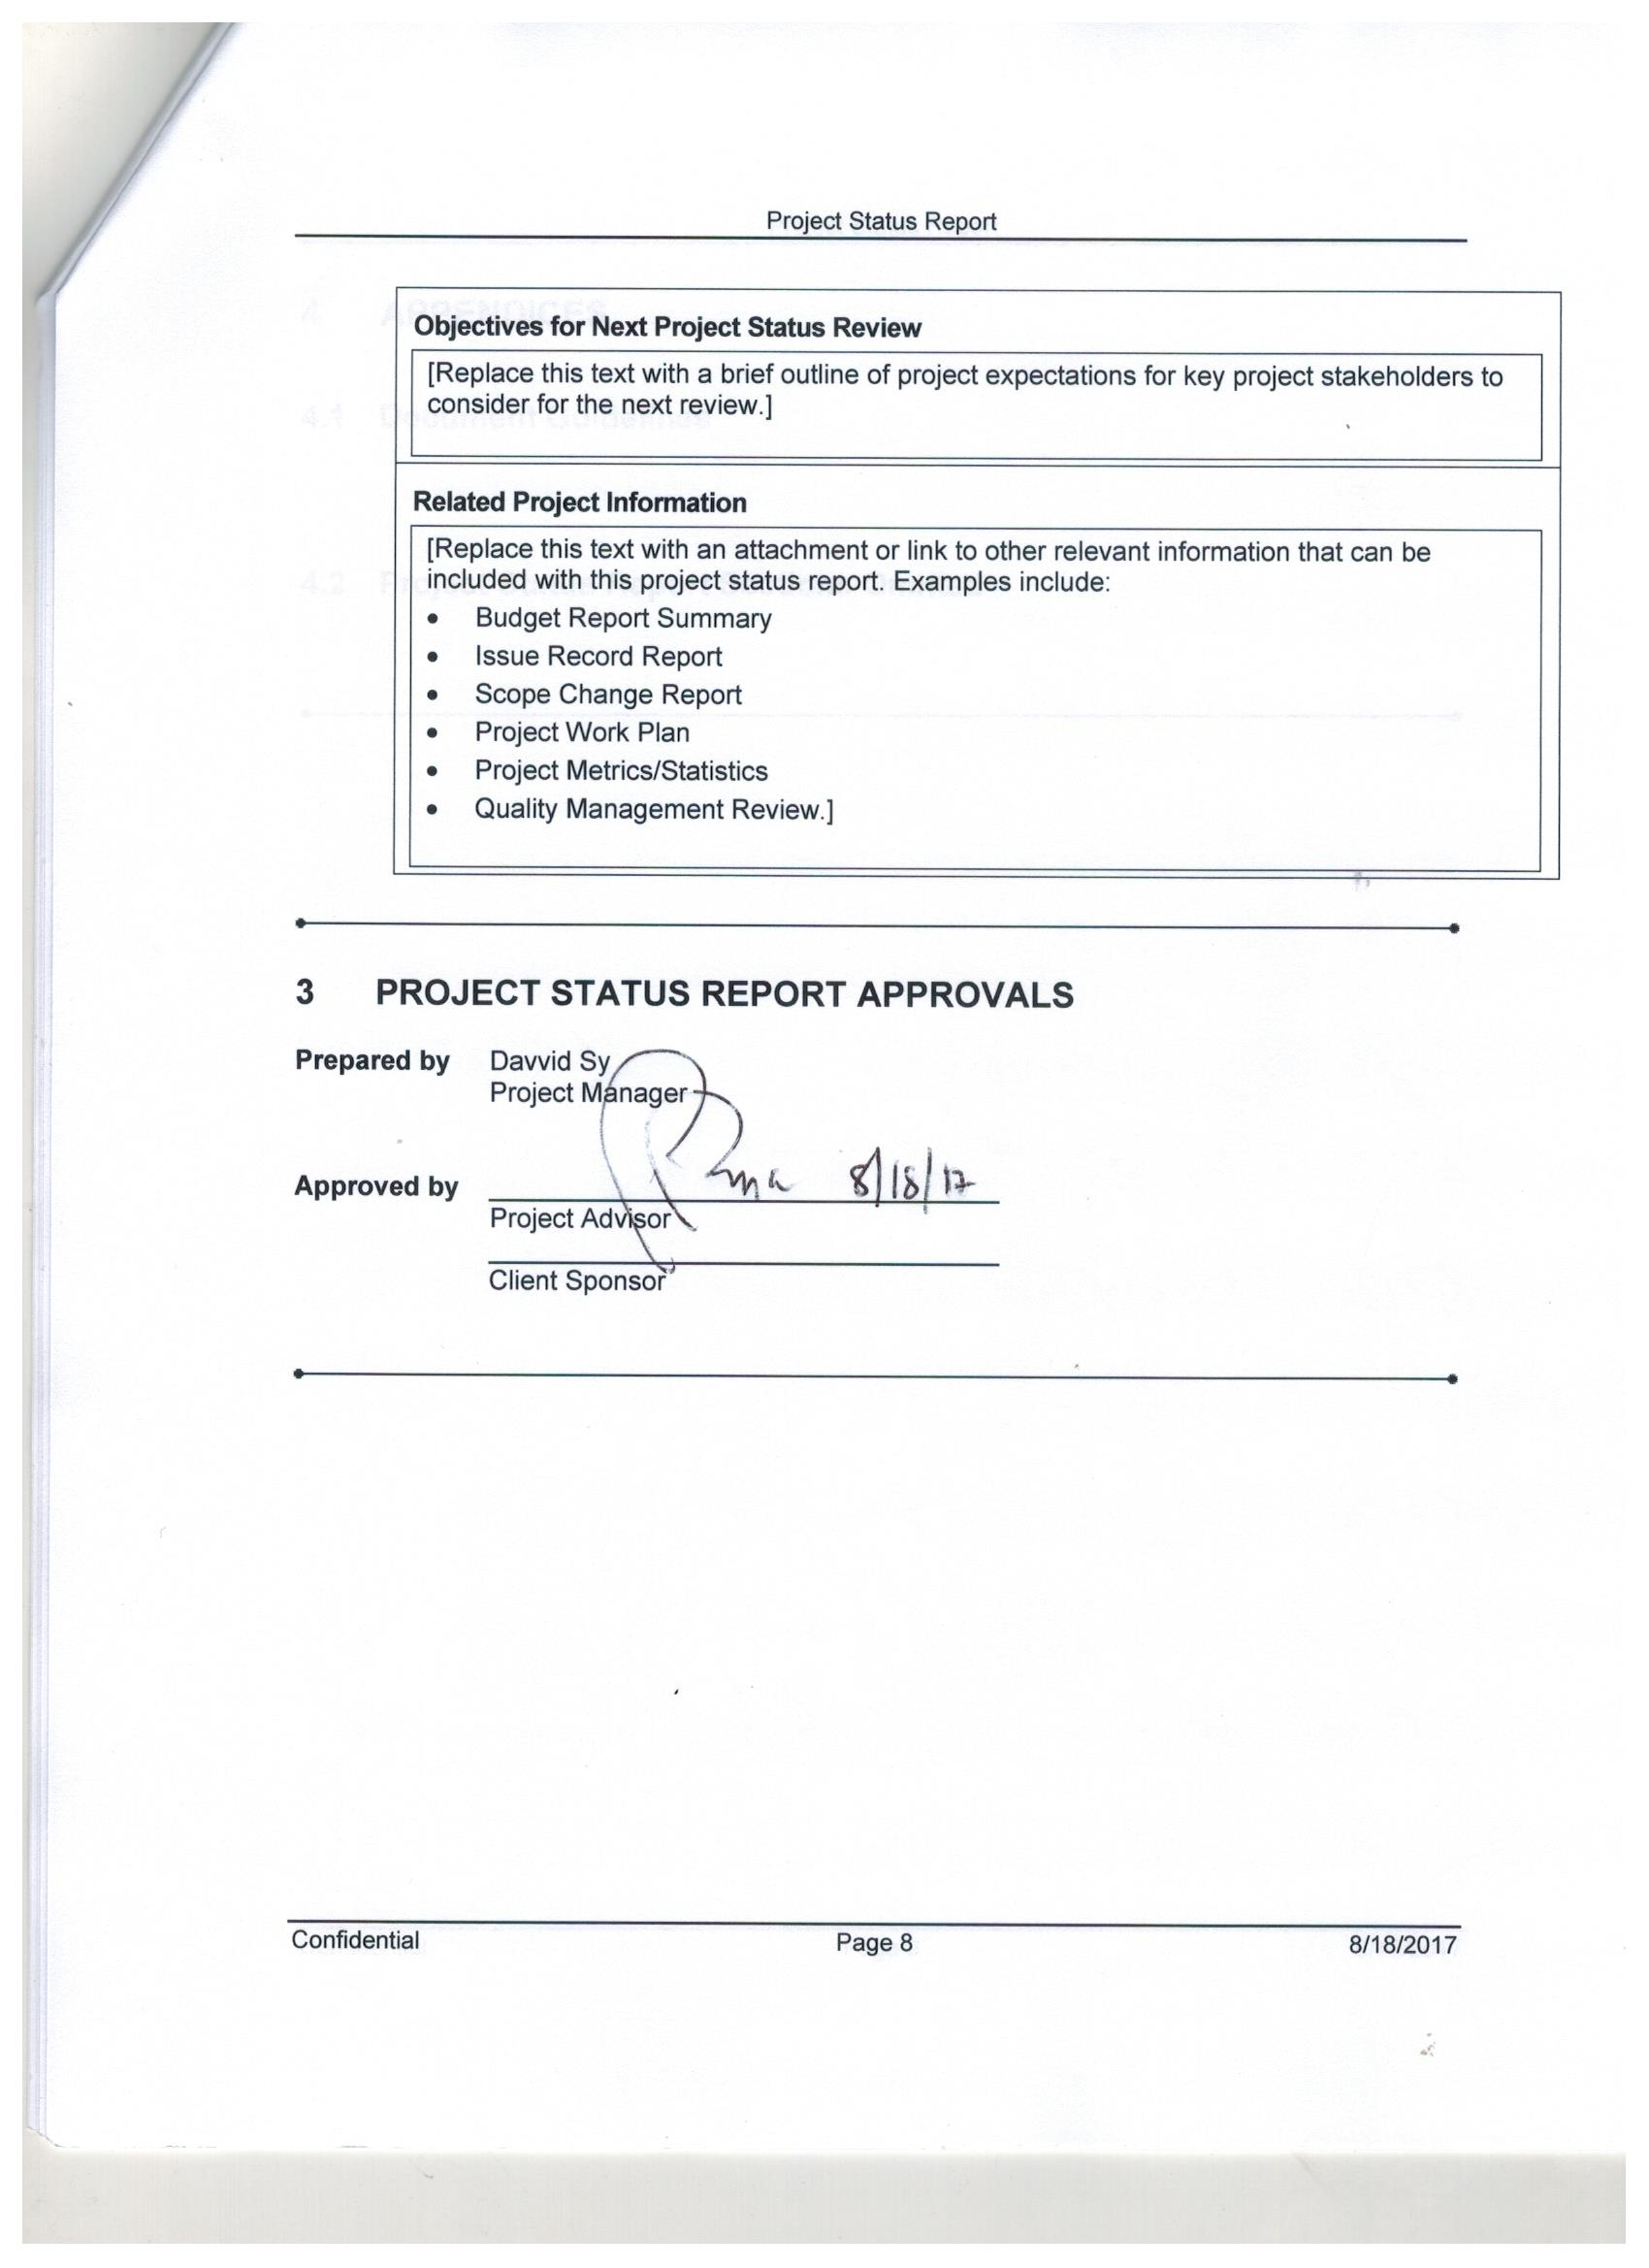 Project Status Report
Objectives for Next Project Status Review
[Replace this text with a brief outline of project expectations for key project stakeholders to
consider for the next review.]
Related Project Information
[Replace this text with an attachment or link to other relevant information that can be
included with this project status report. Examples include:
• Budget Report Summary
• Issue Record Report
• Scope Change Report
• Project Work Plan
• Project Metrics/Statistics
• Quality Management Review.]
3 PROJECT STATUS REPORT APPROVALS
Prepared by Davvid Sy
Project Manager
8/18/17
Approved by
Project Advisor
Client Sponsor
Confidential Page 8 8/18/2017